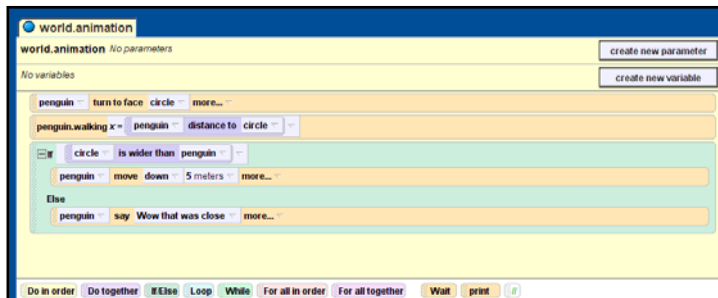 world.animation
world.animation No parameters create new parameter
No variables create new variable
penguin turn to face circle more...
penguin.walking x = penguin distance to circle
If circle is wider than penguin
penguin move down 5 meters more...
Else
penguin say Wow that was close more...
Do in order Do together If/Else Loop While For all in order For all together Wait print //